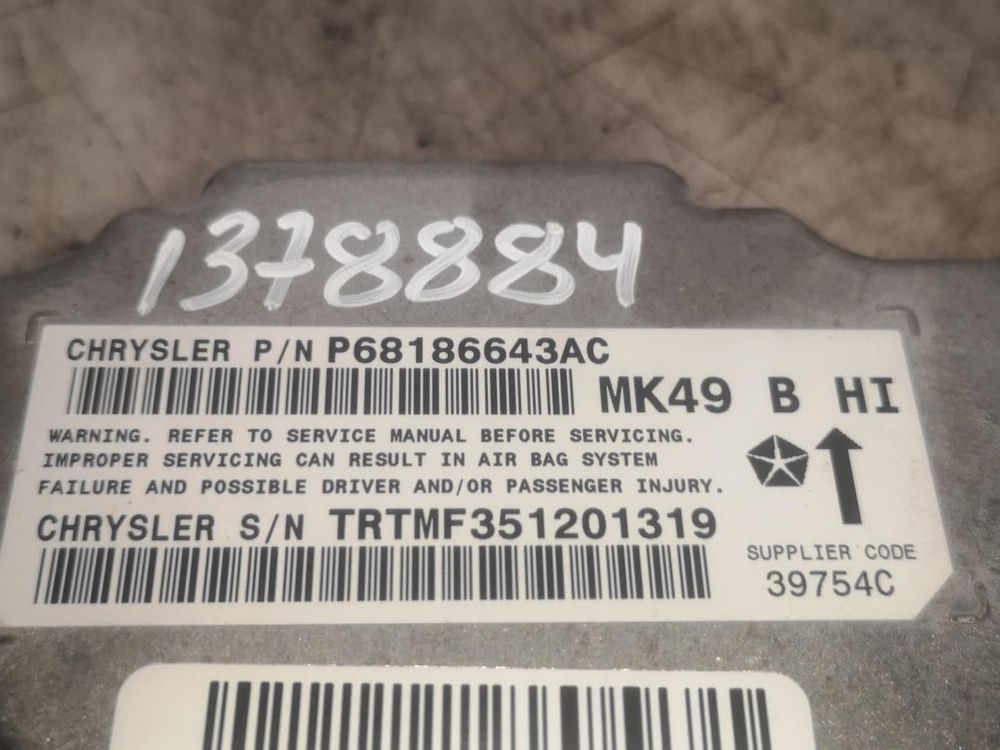 1378884
CHRYSLER P/N P68186643AC
MK49 B HI
WARNING. REFER TO SERVICE MANUAL BEFORE SERVICING.
IMPROPER SERVICING CAN RESULT IN AIR BAG SYSTEM
FAILURE AND POSSIBLE DRIVER AND/OR PASSENGER INJURY.
CHRYSLER S/N TRTMF351201319
SUPPLIER CODE
39754C